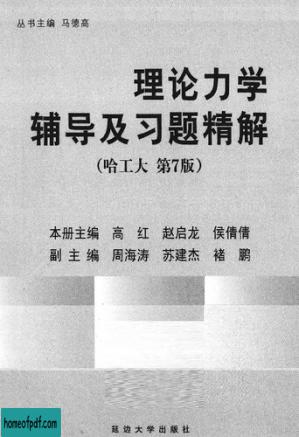 丛书主编 马德高
理论力学
辅导及习题精解
(哈工大 第7版)
本册主编 高 红 赵启龙 侯倩倩
副主编 周海涛 苏建杰 褚 鹏
延边大学出版社
homeofpdf.com